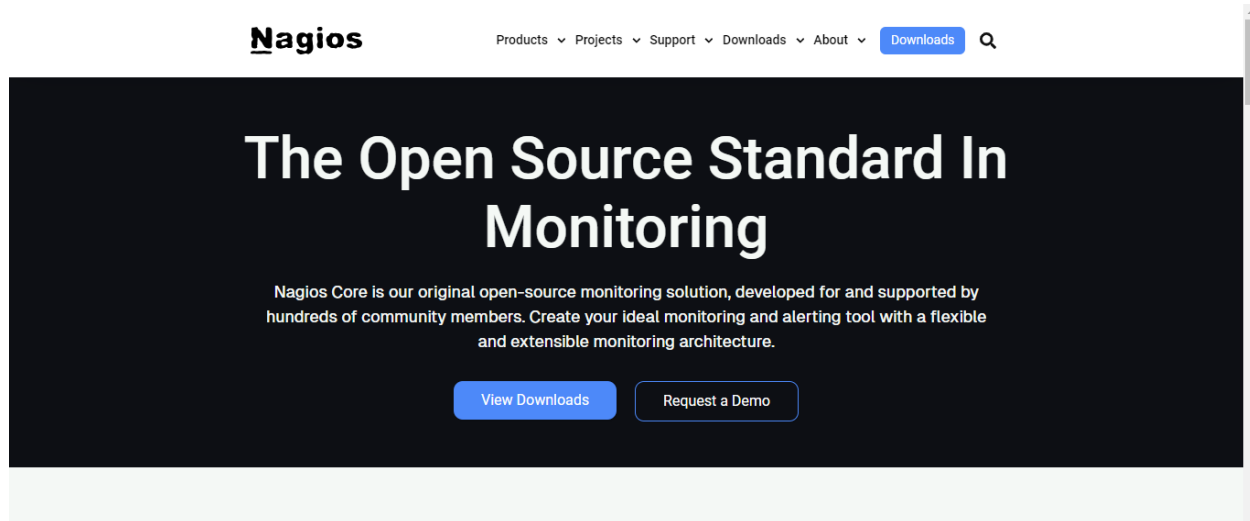 Nagios
Products Projects Support Downloads About Downloads
The Open Source Standard In
Monitoring
Nagios Core is our original open-source monitoring solution, developed for and supported by
hundreds of community members. Create your ideal monitoring and alerting tool with a flexible
and extensible monitoring architecture.
View Downloads Request a Demo